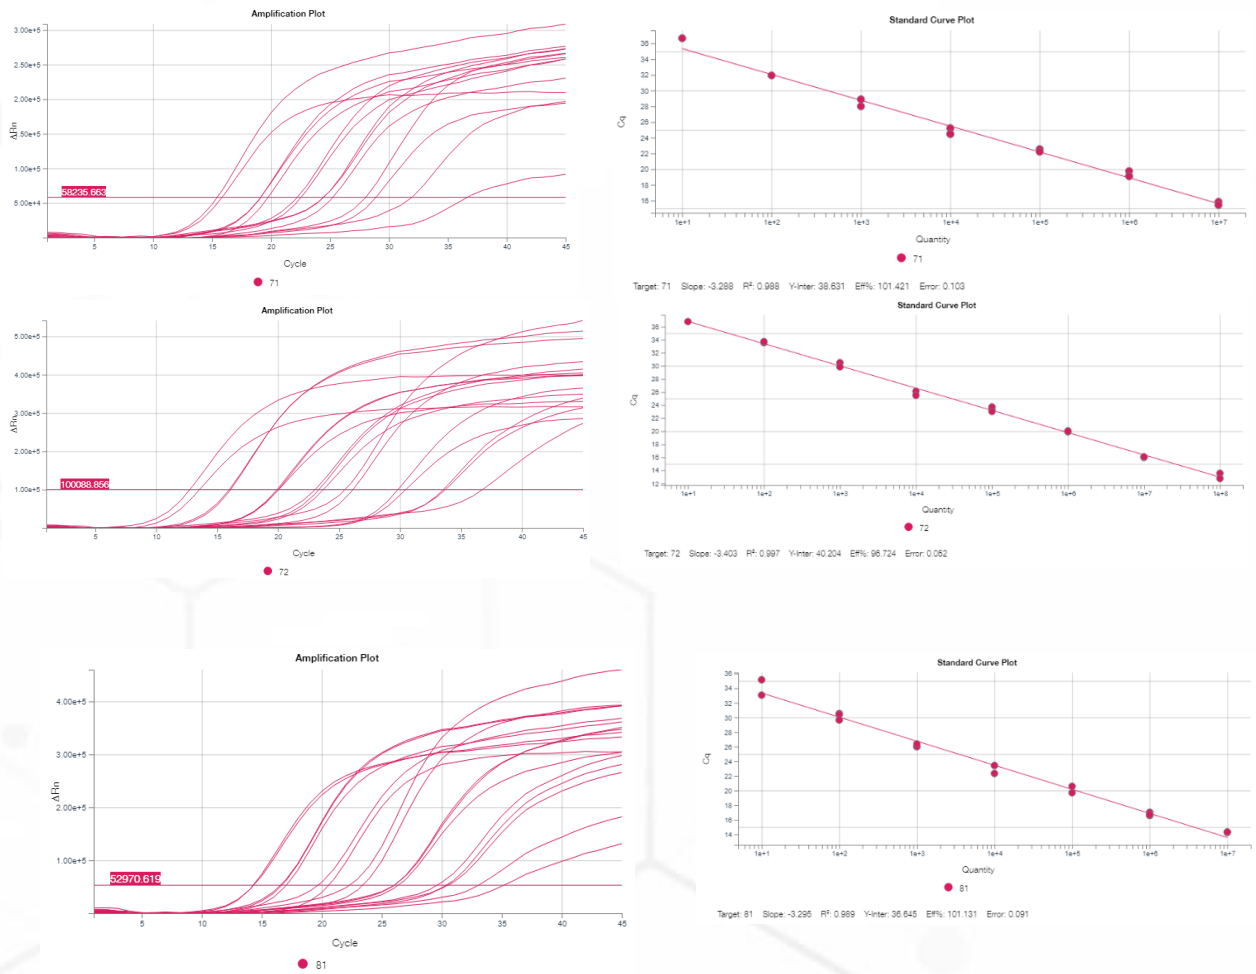 Amplification Plot
3.00e+5
2.50e+5
2.00e+5
1.50e+5
1.00e+5
5.00e+4
ΔRn
58235.663
5 10 15 20 25 30 35 40 45
Cycle
71
Standard Curve Plot
36
34
32
30
28
26
24
22
20
18
16
Cq
1e+1 1e+2 1e+3 1e+4 1e+5 1e+6 1e+7
Quantity
71
Target: 71 Slope: -3.288 R²: 0.988 Y-Inter: 38.631 Eff%: 101.421 Error: 0.103
Amplification Plot
5.00e+5
4.00e+5
3.00e+5
2.00e+5
1.00e+5
ΔRn
100088.856
5 10 15 20 25 30 35 40 45
Cycle
72
Standard Curve Plot
36
34
32
30
28
26
24
22
20
18
16
14
12
Cq
1e+1 1e+2 1e+3 1e+4 1e+5 1e+6 1e+7 1e+8
Quantity
72
Target: 72 Slope: -3.403 R²: 0.997 Y-Inter: 40.204 Eff%: 96.724 Error: 0.052
Amplification Plot
4.00e+5
3.00e+5
2.00e+5
1.00e+5
ΔRn
52970.619
5 10 15 20 25 30 35 40 45
Cycle
81
Standard Curve Plot
36
34
32
30
28
26
24
22
20
18
16
14
Cq
1e+1 1e+2 1e+3 1e+4 1e+5 1e+6 1e+7
Quantity
81
Target: 81 Slope: -3.295 R²: 0.989 Y-Inter: 36.645 Eff%: 101.131 Error: 0.091